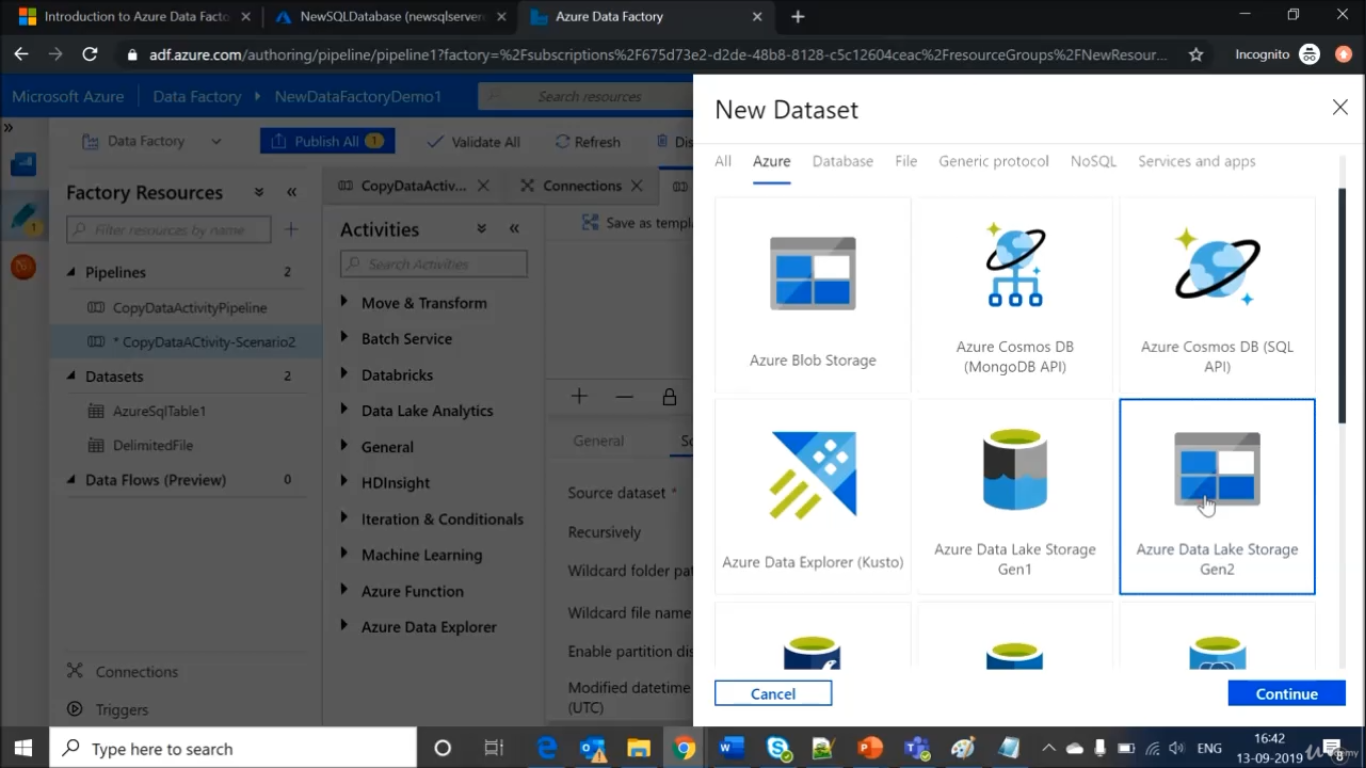 Introduction to Azure Data Facto
NewSQLDatabase (newsqlserver
Azure Data Factory
adf.azure.com/authoring/pipeline/pipeline1?factory=%2Fsubscriptions%2F675d73e2-d2de-48b8-8128-c5c12604ceac%2FresourceGroups%2FNewResour...
Incognito
Microsoft Azure
Data Factory
NewDataFactoryDemo1
Search resources
Data Factory
Publish All 1
Validate All
Refresh
Dis
Factory Resources
Filter resources by name
1
Pipelines 2
CopyDataActivityPipeline
* CopyDataACtivity-Scenario2
Datasets 2
AzureSqlTable1
DelimitedFile
Data Flows (Preview) 0
Connections
Triggers
CopyDataActiv...
Connections
Activities
Search Activities
Move & Transform
Batch Service
Databricks
Data Lake Analytics
General
HDInsight
Iteration & Conditionals
Machine Learning
Azure Function
Azure Data Explorer
Save as templ
General
So
Source dataset *
Recursively
Wildcard folder pat
Wildcard file name
Enable partition dis
Modified datetime
(UTC)
New Dataset
All Azure Database File Generic protocol NoSQL Services and apps
Azure Blob Storage
Azure Cosmos DB
(MongoDB API)
Azure Cosmos DB (SQL
API)
Azure Data Explorer (Kusto)
Azure Data Lake Storage
Gen1
Azure Data Lake Storage
Gen2
Cancel
Continue
Type here to search
ENG
16:42
13-09-2019